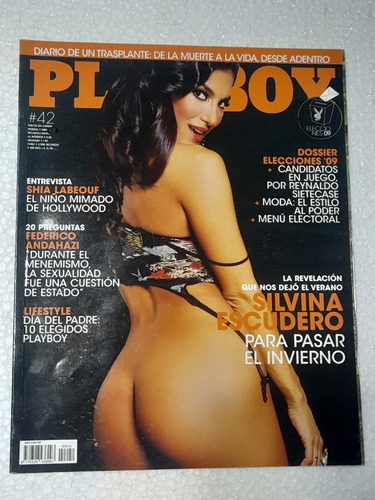 DIARIO DE UN TRASPLANTE: DE LA MUERTE A LA VIDA, DESDE ADENTRO
PLAYBOY
#42
ELECCIO
NES 09
DOSSIER
ELECCIONES '09
+ CANDIDATOS
EN JUEGO,
POR REYNALDO
SIETECASE
+ MODA: EL ESTILO
AL PODER
+ MENÚ ELECTORAL
ENTREVISTA
SHIA LABEOUF
EL NIÑO MIMADO
DE HOLLYWOOD
20 PREGUNTAS
FEDERICO
ANDAHAZI
"DURANTE EL
MENEMISMO,
LA SEXUALIDAD
FUE UNA CUESTIÓN
DE ESTADO"
LIFESTYLE
DÍA DEL PADRE:
10 ELEGIDOS
PLAYBOY
LA REVELACIÓN
QUE NOS DEJÓ EL VERANO
SILVINA
ESCUDERO
PARA PASAR
EL INVIERNO